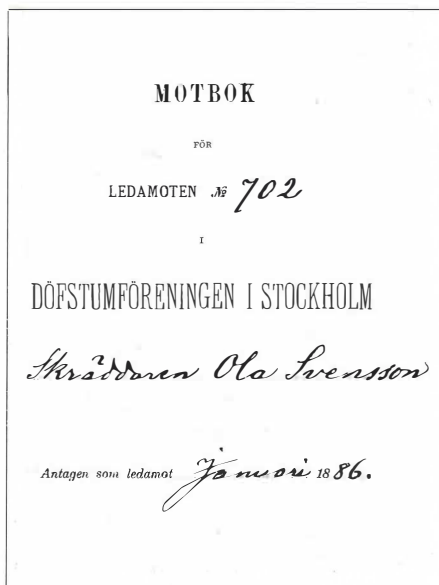 MOTBOK
FÖR
LEDAMOTEN № 702
I
DÖFSTUMFÖRENINGEN I STOCKHOLM
Skräddaren Ola Svensson
Antagen som ledamot januari 1886.